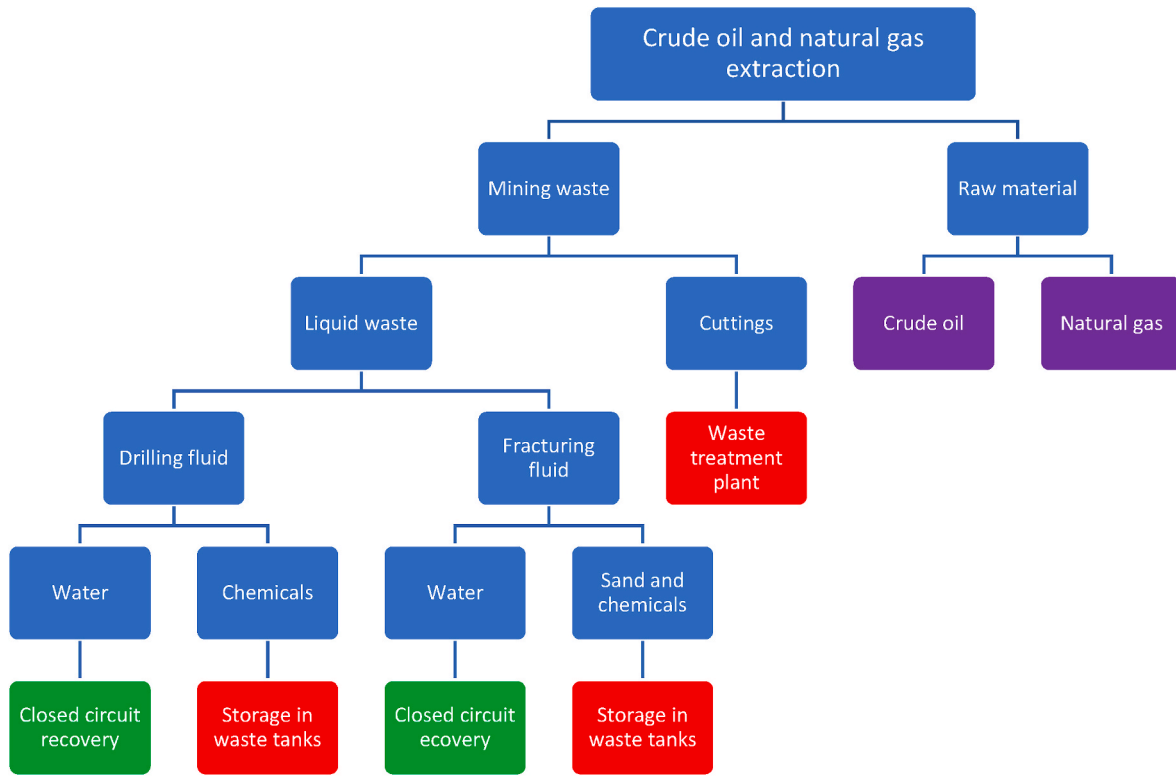 Crude oil and natural gas
extraction
Mining waste
Raw material
Liquid waste
Cuttings
Crude oil
Natural gas
Drilling fluid
Fracturing
fluid
Waste
treatment
plant
Water
Chemicals
Water
Sand and
chemicals
Closed circuit
recovery
Storage in
waste tanks
Closed circuit
ecovery
Storage in
waste tanks